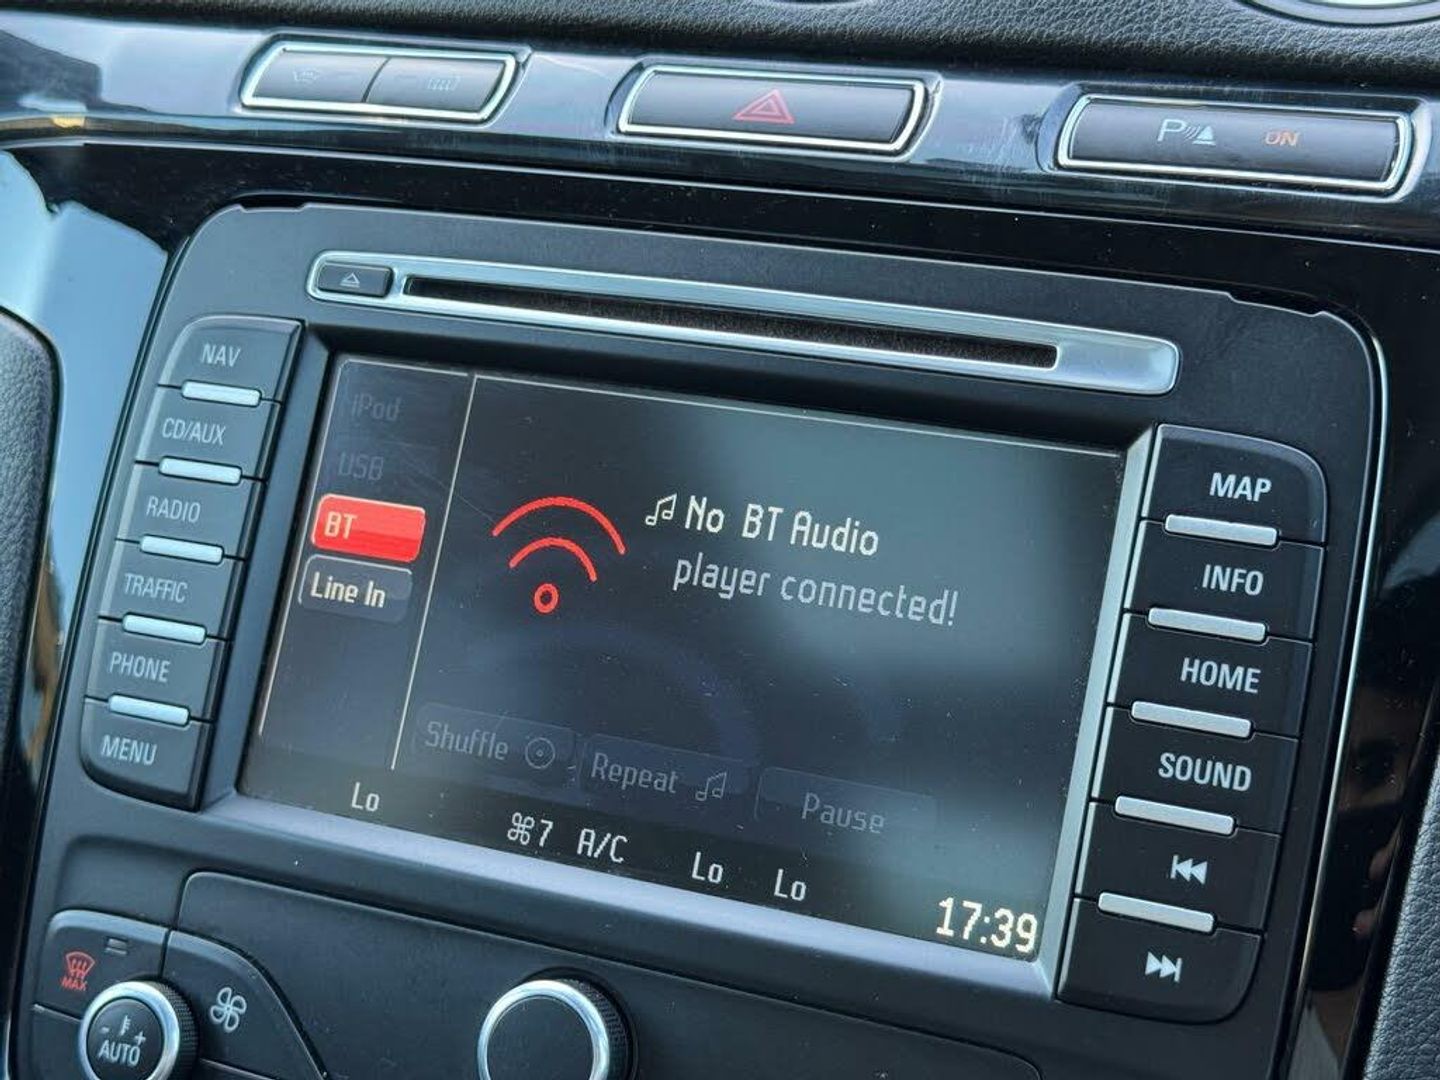 P ON
NAV
CD/AUX
RADIO
TRAFFIC
PHONE
MENU
iPod
USB
BT
Line In
No BT Audio
player connected!
Shuffle
Repeat
Pause
Lo
7 A/C
Lo
Lo
17:39
MAP
INFO
HOME
SOUND
MAX
- +
AUTO